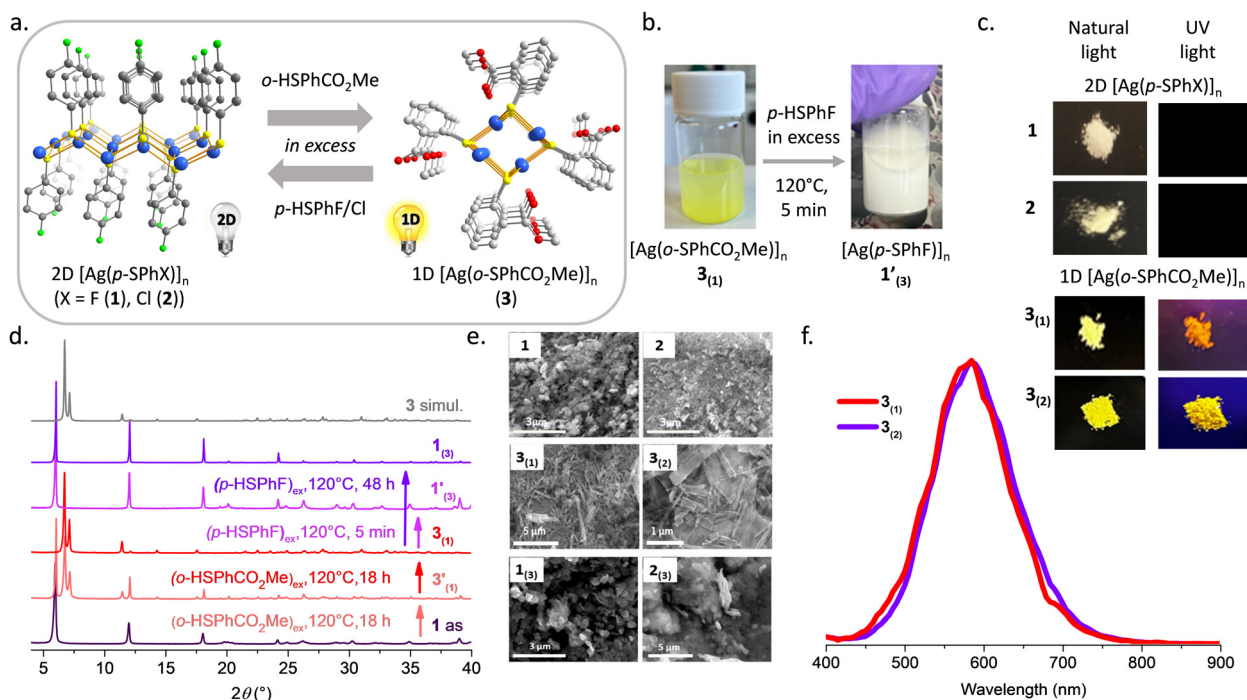 a.
o-HSPhCO₂Me
in excess
p-HSPhF/Cl
2D
1D
2D [Ag(p-SPhX)]ₙ
(X = F (1), Cl (2))
1D [Ag(o-SPhCO₂Me)]ₙ
(3)
b.
p-HSPhF
in excess
120°C,
5 min
[Ag(o-SPhCO₂Me)]ₙ
3₍₁₎
[Ag(p-SPhF)]ₙ
1'₍₃₎
c.
Natural light
UV light
2D [Ag(p-SPhX)]ₙ
1
2
1D [Ag(o-SPhCO₂Me)]ₙ
3₍₁₎
3₍₂₎
d.
3 simul.
1₍₃₎
(p-HSPhF)ₑₓ,120°C, 48 h
1'₍₃₎
(p-HSPhF)ₑₓ,120°C, 5 min
3₍₁₎
(o-HSPhCO₂Me)ₑₓ,120°C,18 h
3'₍₁₎
(o-HSPhCO₂Me)ₑₓ,120°C,18 h
1 as
5 10 15 20 25 30 35 40
2θ (°)
e.
1
3µm
2
3µm
3₍₁₎
5 µm
3₍₂₎
1 µm
1₍₃₎
3 µm
2₍₃₎
5 µm
f.
3₍₁₎
3₍₂₎
400 500 600 700 800 900
Wavelength (nm)